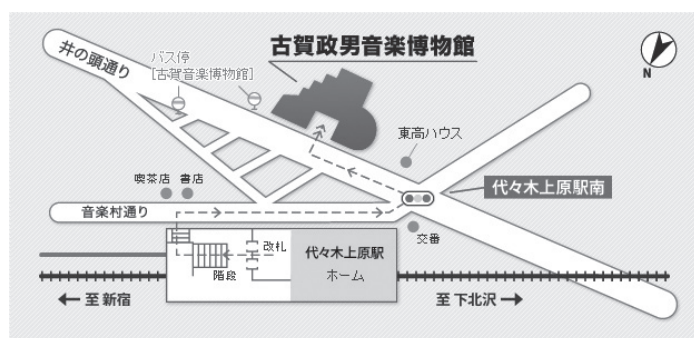 古賀政男音楽博物館
井の頭通り
バス停
[古賀音楽博物館]
N
東高ハウス
喫茶店 書店
代々木上原駅南
音楽村通り
交番
改札
階段
代々木上原駅
ホーム
← 至 新宿
至 下北沢 →